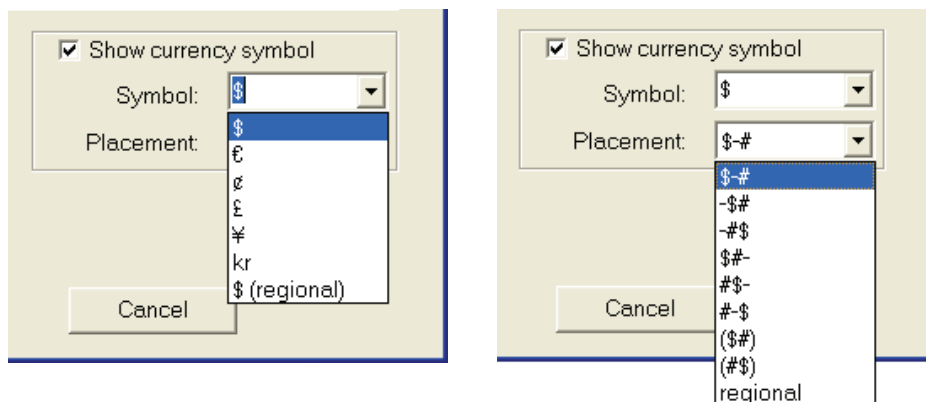 Show currency symbol
Symbol: $
Placement:
$
€
¢
£
¥
kr
$ (regional)
Cancel
Show currency symbol
Symbol: $
Placement: $-#
$-#
-$#
-#$
$#-
#$-
#-$
($#)
(#$)
regional
Cancel